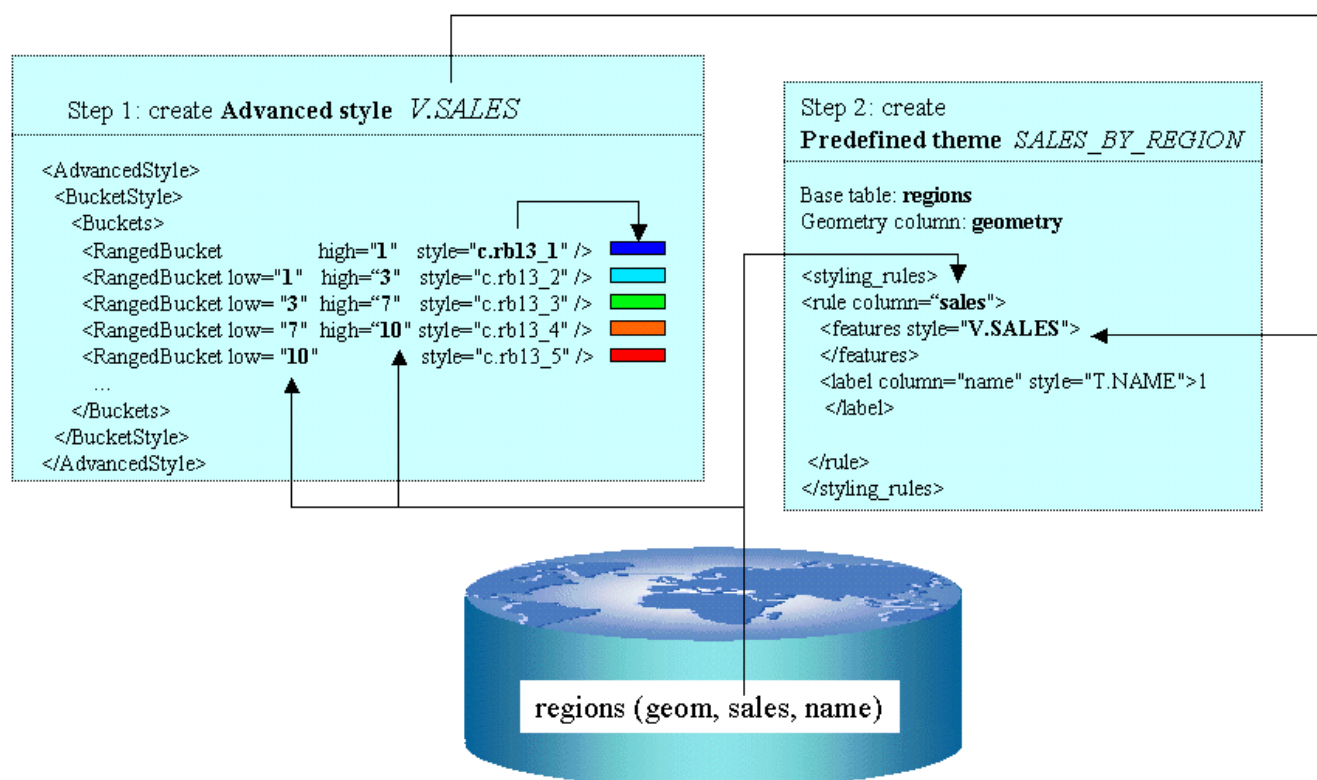 Step 1: create Advanced style V.SALES
<AdvancedStyle>
<BucketStyle>
<Buckets>
<RangedBucket high="1" style="c.rb13_1" />
<RangedBucket low="1" high="3" style="c.rb13_2" />
<RangedBucket low= "3" high="7" style="c.rb13_3" />
<RangedBucket low= "7" high="10" style="c.rb13_4" />
<RangedBucket low= "10" style="c.rb13_5" />
...
</Buckets>
</BucketStyle>
</AdvancedStyle>
Step 2: create
Predefined theme SALES_BY_REGION
Base table: regions
Geometry column: geometry
<styling_rules>
<rule column="sales">
<features style="V.SALES">
</features>
<label column="name" style="T.NAME">1
</label>
</rule>
</styling_rules>
regions (geom, sales, name)